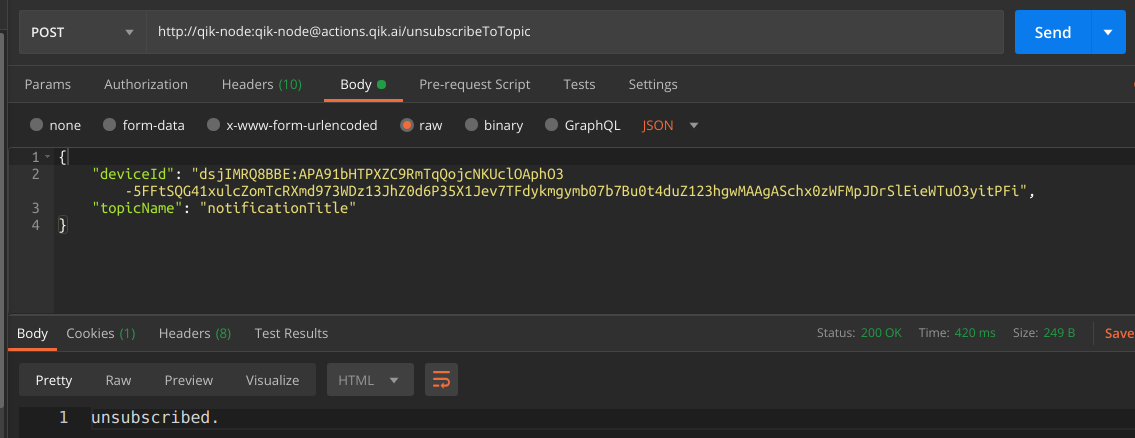 POST http://qik-node:qik-node@actions.qik.ai/unsubscribeToTopic Send
Params Authorization Headers (10) Body Pre-request Script Tests Settings
none form-data x-www-form-urlencoded raw binary GraphQL JSON
1 {
2 "deviceId": "dsjIMRQ8BBE:APA91bHTPXZC9RmTqQojcNKUclOAphO3
-5FFtSQG41xulcZomTcRXmd973WDz13JhZ0d6P35X1Jev7TFdykmgymb07b7Bu0t4duZ123hgwMAAgASchx0zWFMpJDrSlEieWTuO3yitPFi",
3 "topicName": "notificationTitle"
4 }
Body Cookies (1) Headers (8) Test Results Status: 200 OK Time: 420 ms Size: 249 B Save
Pretty Raw Preview Visualize HTML
1 unsubscribed.